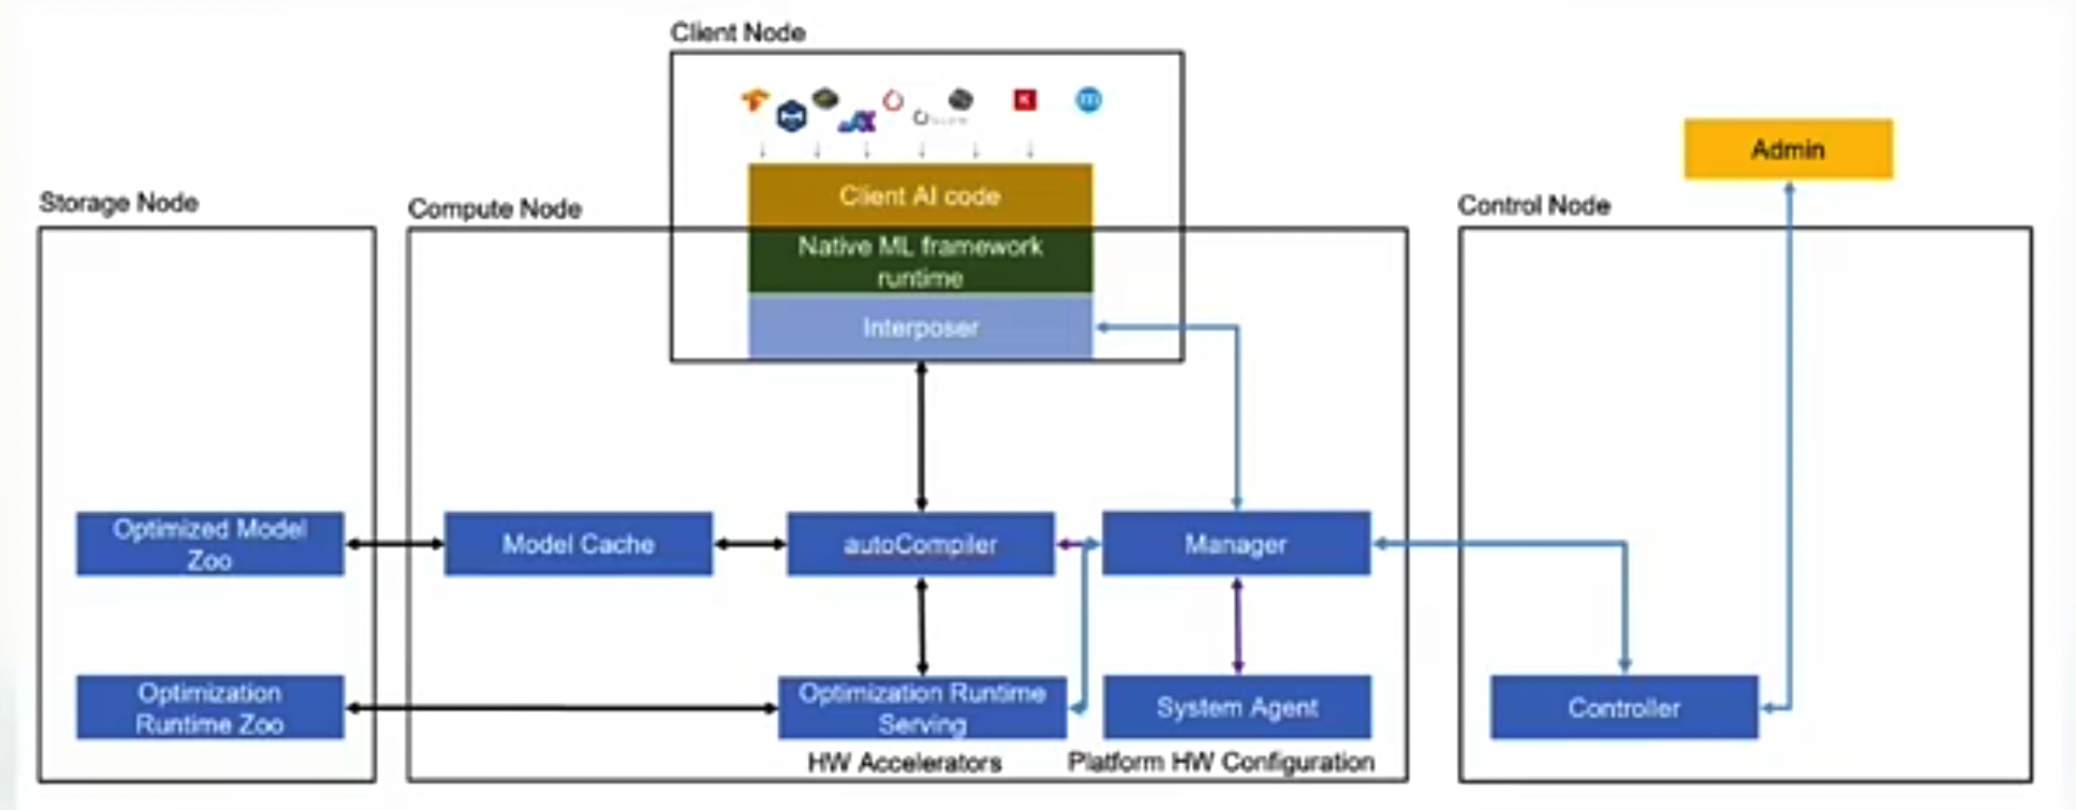 Client Node
Client AI code
Native ML framework
runtime
Interposer
Admin
Storage Node
Compute Node
Control Node
Optimized Model
Zoo
Model Cache
autoCompiler
Manager
Optimization
Runtime Zoo
Optimization Runtime
Serving
System Agent
Controller
HW Accelerators
Platform HW Configuration